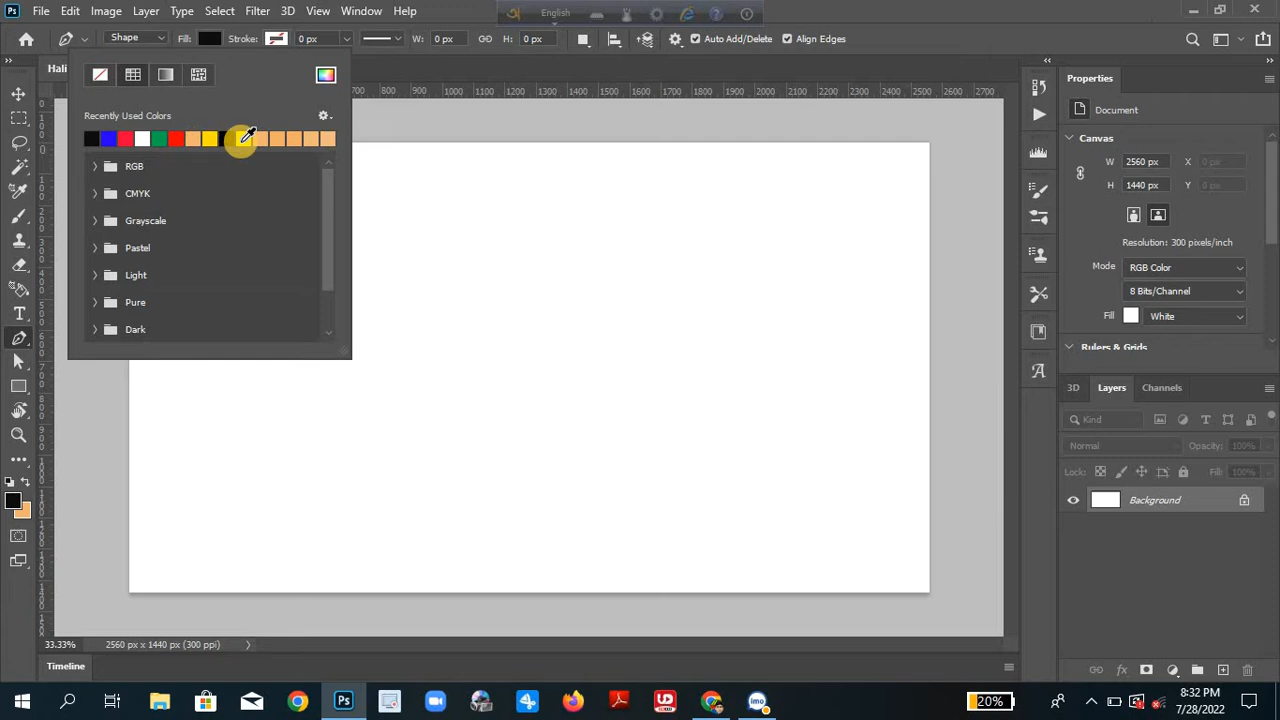 Ps File Edit Image Layer Type Select Filter 3D View Window Help
English
Shape Fill: Stroke: 0 px W: 0 px H: 0 px Auto Add/Delete Align Edges
Hali
Recently Used Colors
RGB
CMYK
Grayscale
Pastel
Light
Pure
Dark
700 800 900 1000 1100 1200 1300 1400 1500 1600 1700 1800 1900 2000 2100 2200 2300 2400 2500 2600 2700
Properties
Document
Canvas
W 2560 px X 0 px
H 1440 px Y 0 px
Resolution: 300 pixels/inch
Mode RGB Color
8 Bits/Channel
Fill White
Rulers & Grids
3D Layers Channels
Kind
Normal Opacity: 100%
Lock: Fill: 100%
Background
33.33% 2560 px x 1440 px (300 ppi)
Timeline
Ps
20%
8:32 PM
7/28/2022